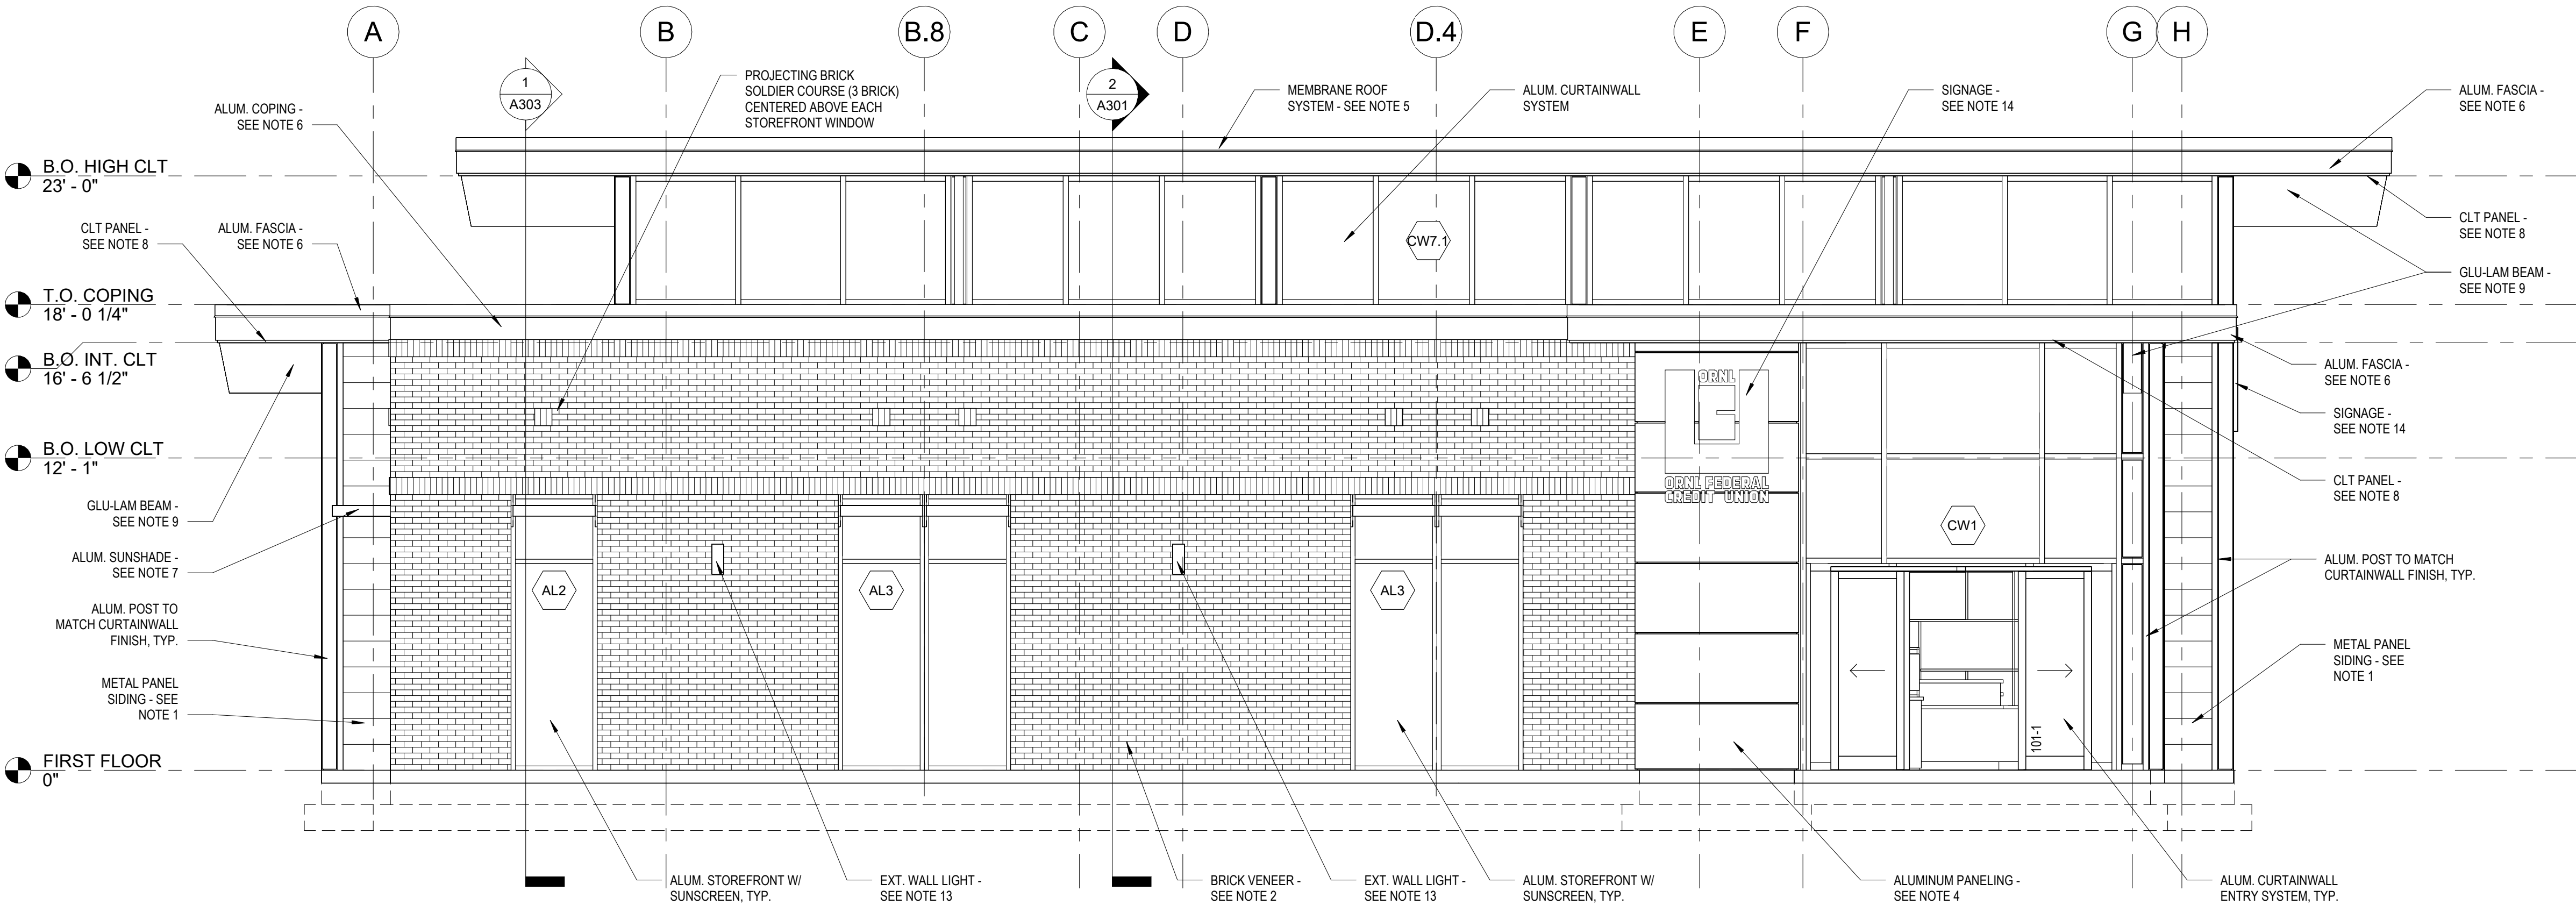 A
B
B.8
C
D
D.4
E
F
G
H
1
A303
2
A301
PROJECTING BRICK
SOLDIER COURSE (3 BRICK)
CENTERED ABOVE EACH
STOREFRONT WINDOW
MEMBRANE ROOF
SYSTEM - SEE NOTE 5
ALUM. CURTAINWALL
SYSTEM
SIGNAGE -
SEE NOTE 14
ALUM. FASCIA -
SEE NOTE 6
ALUM. COPING -
SEE NOTE 6
B.O. HIGH CLT
23' - 0"
CLT PANEL -
SEE NOTE 8
ALUM. FASCIA -
SEE NOTE 6
CW7.1
CLT PANEL -
SEE NOTE 8
GLU-LAM BEAM -
SEE NOTE 9
T.O. COPING
18' - 0 1/4"
B.O. INT. CLT
16' - 6 1/2"
ORNL
ORNL FEDERAL
CREDIT UNION
ALUM. FASCIA -
SEE NOTE 6
SIGNAGE -
SEE NOTE 14
B.O. LOW CLT
12' - 1"
CLT PANEL -
SEE NOTE 8
GLU-LAM BEAM -
SEE NOTE 9
CW1
ALUM. SUNSHADE -
SEE NOTE 7
ALUM. POST TO MATCH
CURTAINWALL FINISH, TYP.
AL2
AL3
AL3
ALUM. POST TO
MATCH CURTAINWALL
FINISH, TYP.
METAL PANEL
SIDING - SEE
NOTE 1
METAL PANEL
SIDING - SEE
NOTE 1
101-1
FIRST FLOOR
0"
ALUM. STOREFRONT W/
SUNSCREEN, TYP.
EXT. WALL LIGHT -
SEE NOTE 13
BRICK VENEER -
SEE NOTE 2
EXT. WALL LIGHT -
SEE NOTE 13
ALUM. STOREFRONT W/
SUNSCREEN, TYP.
ALUMINUM PANELING -
SEE NOTE 4
ALUM. CURTAINWALL
ENTRY SYSTEM, TYP.